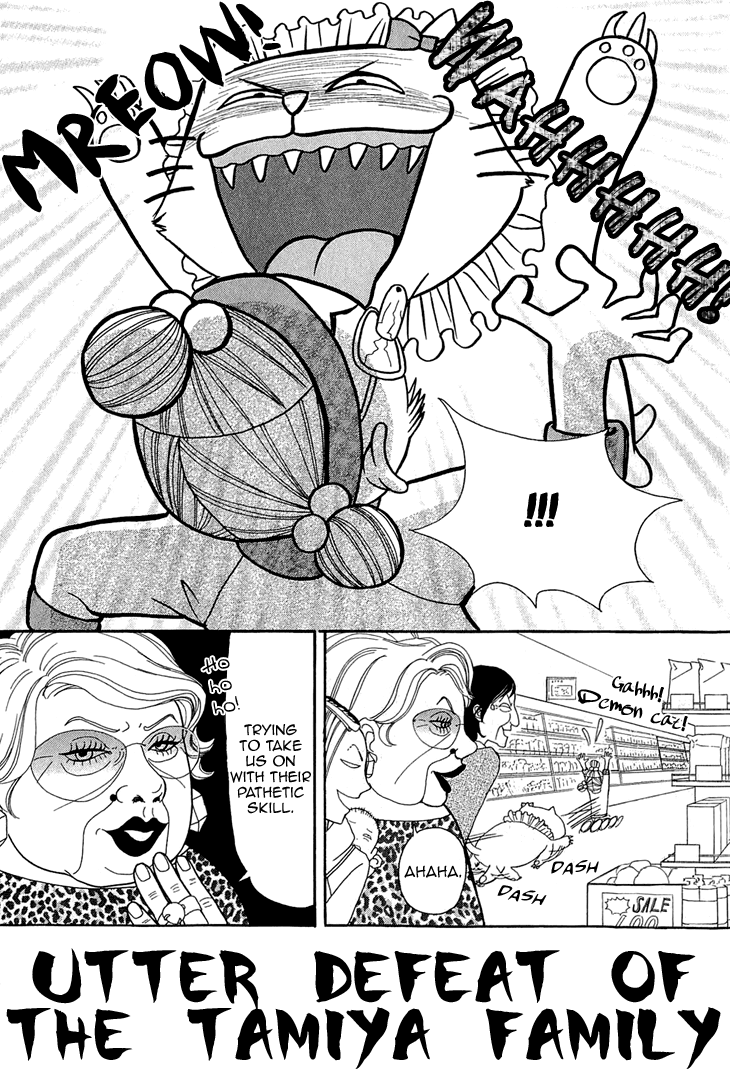 MREOW!
WAHHHHHH!
!!!
Ho
ho
ho!
TRYING
TO TAKE
US ON
WITH THEIR
PATHETIC
SKILL.
Gahhh!
Demon cat!
AHAHA.
DASH
DASH
SALE
100
UTTER DEFEAT OF
THE TAMIYA FAMILY